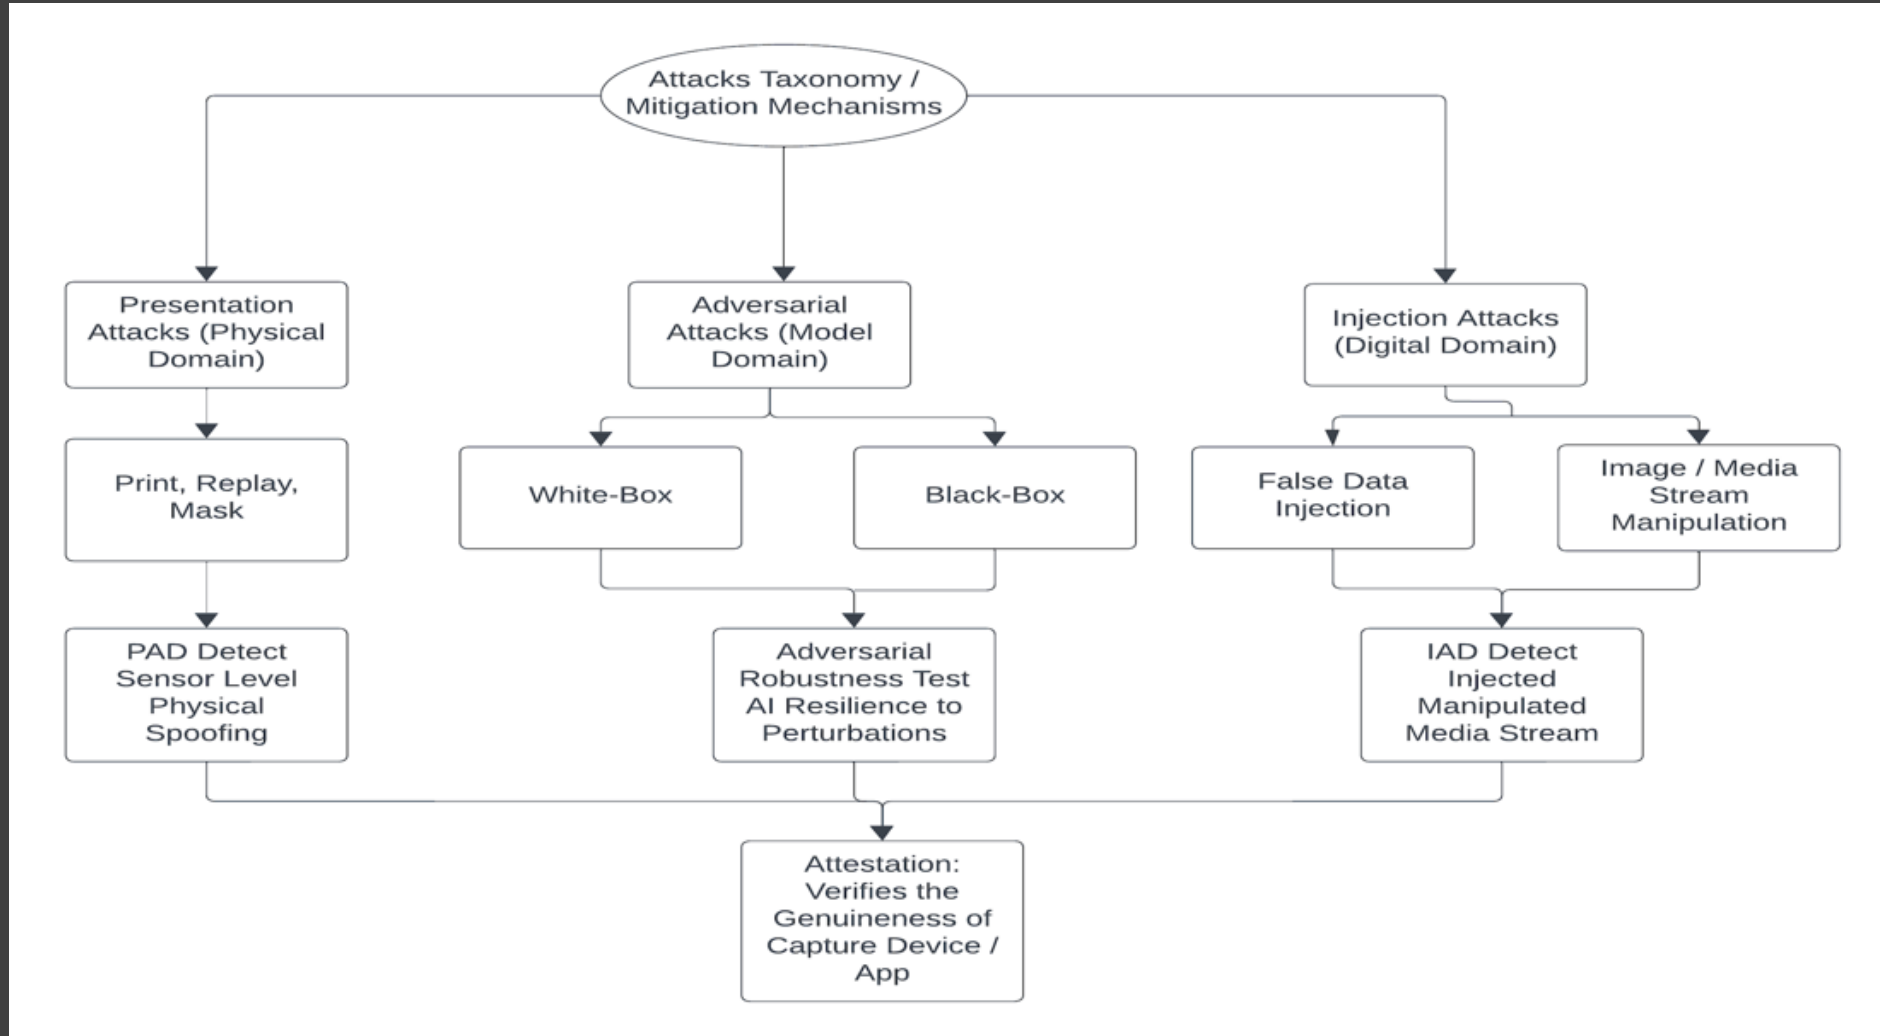 Attacks Taxonomy /
Mitigation Mechanisms
Presentation
Attacks (Physical
Domain)
Adversarial
Attacks (Model
Domain)
Injection Attacks
(Digital Domain)
Print, Replay,
Mask
White-Box
Black-Box
False Data
Injection
Image / Media
Stream
Manipulation
PAD Detect
Sensor Level
Physical
Spoofing
Adversarial
Robustness Test
AI Resilience to
Perturbations
IAD Detect
Injected
Manipulated
Media Stream
Attestation:
Verifies the
Genuineness of
Capture Device /
App